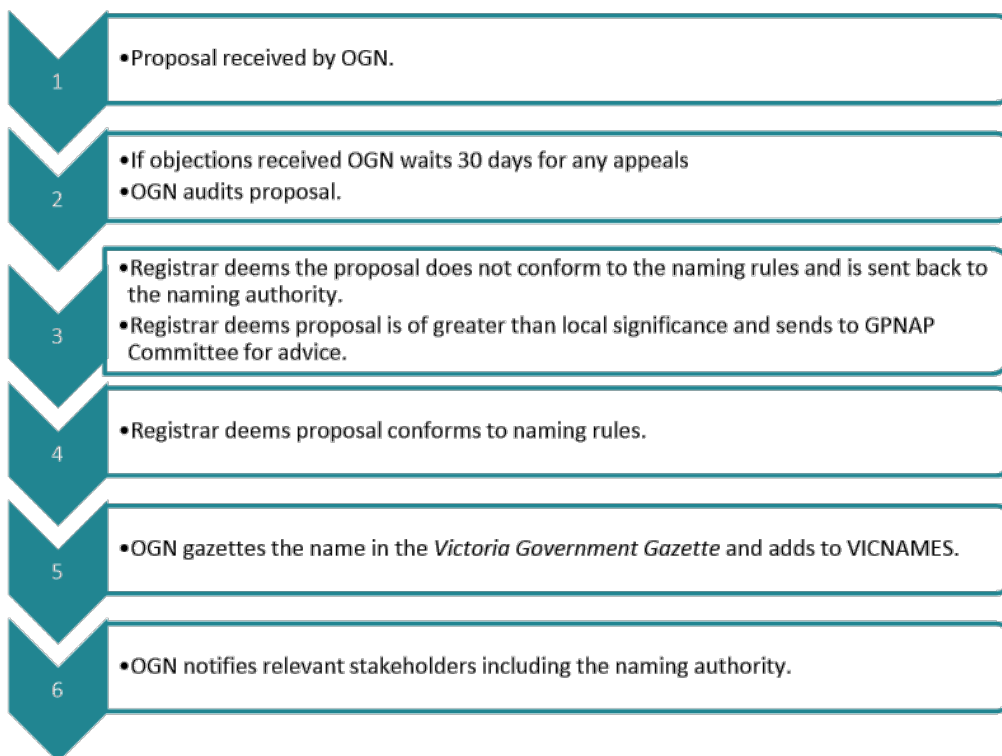 1
•Proposal received by OGN.
2
•If objections received OGN waits 30 days for any appeals
•OGN audits proposal.
3
•Registrar deems the proposal does not conform to the naming rules and is sent back to
the naming authority.
•Registrar deems proposal is of greater than local significance and sends to GPNAP
Committee for advice.
4
•Registrar deems proposal conforms to naming rules.
5
•OGN gazettes the name in the Victoria Government Gazette and adds to VICNAMES.
6
•OGN notifies relevant stakeholders including the naming authority.